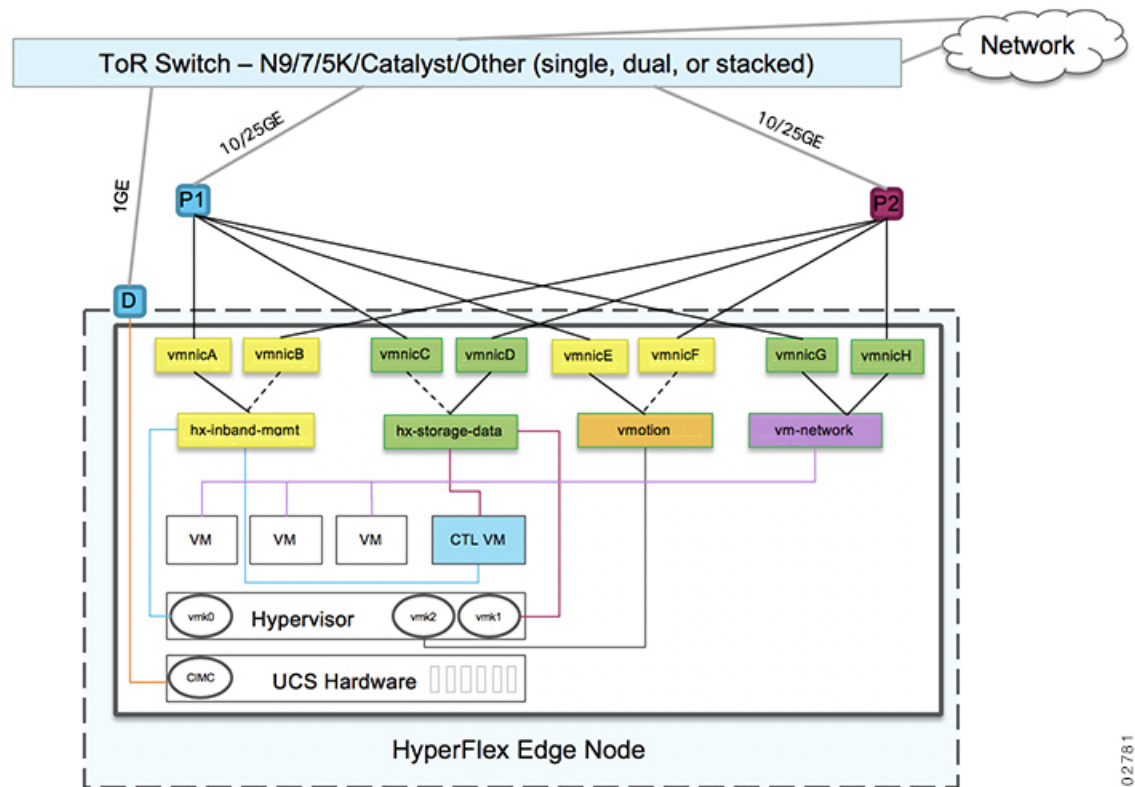 Network
ToR Switch – N9/7/5K/Catalyst/Other (single, dual, or stacked)
1GE
10/25GE
10/25GE
P1
P2
D
vmnicA
vmnicB
vmnicC
vmnicD
vmnicE
vmnicF
vmnicG
vmnicH
hx-inband-mgmt
hx-storage-data
vmotion
vm-network
VM
VM
VM
CTL VM
vmk0
Hypervisor
vmk2
vmk1
CIMC
UCS Hardware
HyperFlex Edge Node
02781